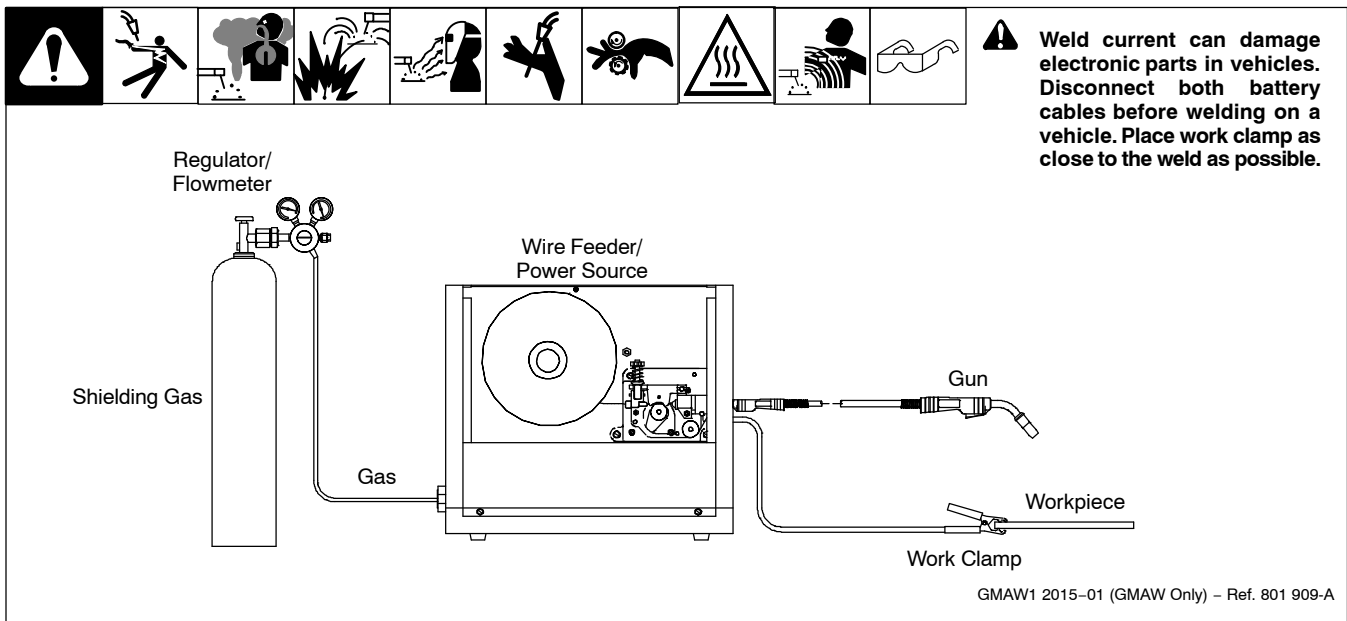 Weld current can damage
electronic parts in vehicles.
Disconnect both battery
cables before welding on a
vehicle. Place work clamp as
close to the weld as possible.
Regulator/
Flowmeter
Wire Feeder/
Power Source
Shielding Gas
Gun
Gas
Workpiece
Work Clamp
GMAW1 2015−01 (GMAW Only) − Ref. 801 909-A